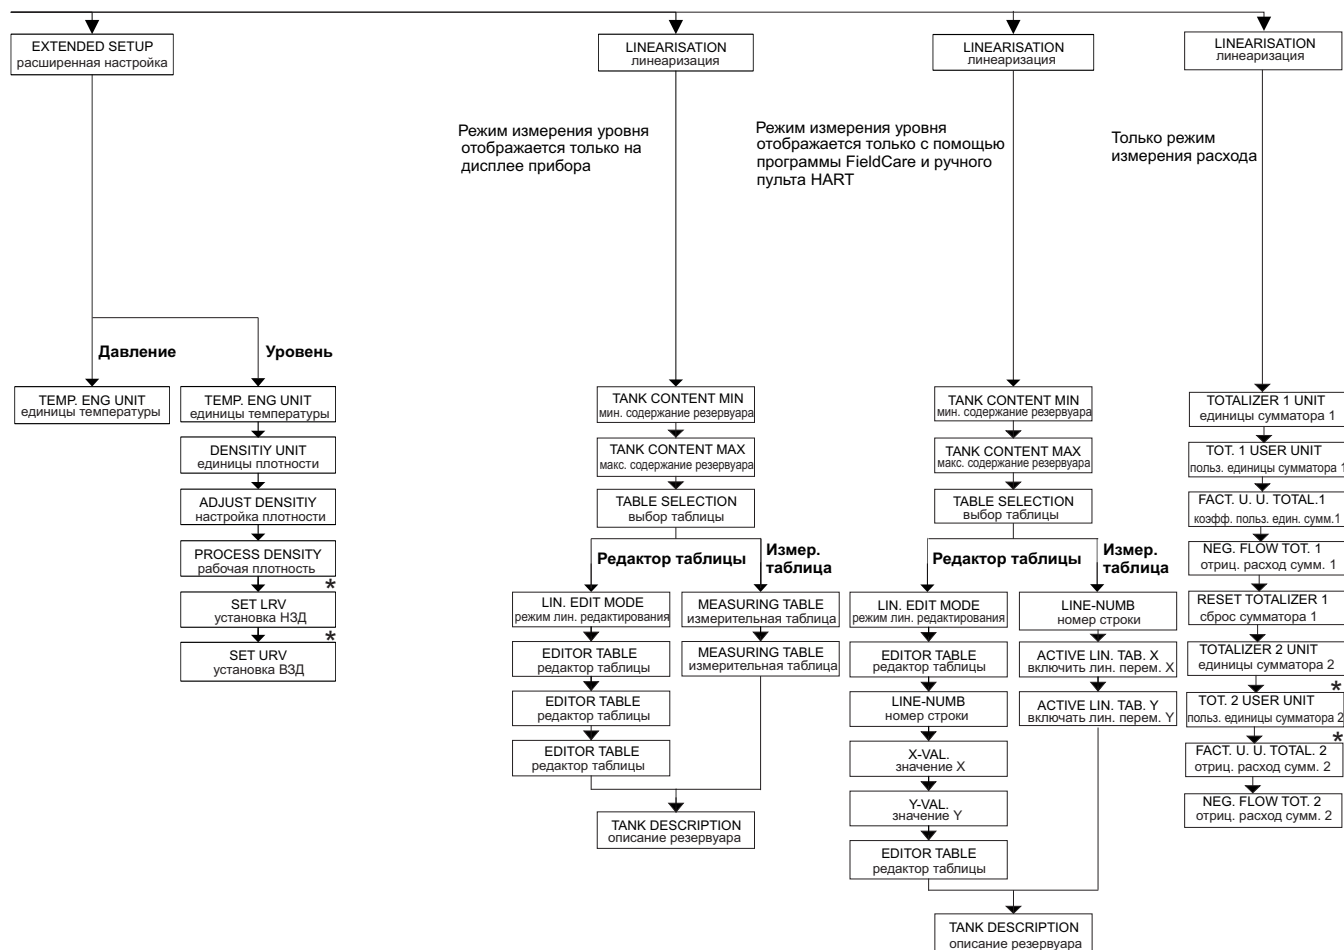 EXTENDED SETUP
расширенная настройка
Давление
TEMP. ENG UNIT
единицы температуры
Уровень
TEMP. ENG UNIT
единицы температуры
DENSITIY UNIT
единицы плотности
ADJUST DENSITIY
настройка плотности
PROCESS DENSITY
рабочая плотность
*
SET LRV
установка НЗД
*
SET URV
установка ВЗД
LINEARISATION
линеаризация
Режим измерения уровня
отображается только на
дисплее прибора
TANK CONTENT MIN
мин. содержание резервуара
TANK CONTENT MAX
макс. содержание резервуара
TABLE SELECTION
выбор таблицы
Редактор таблицы
LIN. EDIT MODE
режим лин. редактирования
EDITOR TABLE
редактор таблицы
EDITOR TABLE
редактор таблицы
EDITOR TABLE
редактор таблицы
Измер.
таблица
MEASURING TABLE
измерительная таблица
MEASURING TABLE
измерительная таблица
TANK DESCRIPTION
описание резервуара
LINEARISATION
линеаризация
Режим измерения уровня
отображается только с помощью
программы FieldCare и ручного
пульта HART
TANK CONTENT MIN
мин. содержание резервуара
TANK CONTENT MAX
макс. содержание резервуара
TABLE SELECTION
выбор таблицы
Редактор таблицы
LIN. EDIT MODE
режим лин. редактирования
EDITOR TABLE
редактор таблицы
LINE-NUMB
номер строки
X-VAL.
значение X
Y-VAL.
значение Y
EDITOR TABLE
редактор таблицы
Измер.
таблица
LINE-NUMB
номер строки
ACTIVE LIN. TAB. X
включить лин. перем. X
ACTIVE LIN. TAB. Y
включать лин. перем. Y
TANK DESCRIPTION
описание резервуара
LINEARISATION
линеаризация
Только режим
измерения расхода
TOTALIZER 1 UNIT
единицы сумматора 1
TOT. 1 USER UNIT
польз. единицы сумматора 1
FACT. U. U. TOTAL.1
коэфф. польз. един. сумм.1
NEG. FLOW TOT. 1
отриц. расход сумм. 1
RESET TOTALIZER 1
сброс сумматора 1
TOTALIZER 2 UNIT
единицы сумматора 2
*
TOT. 2 USER UNIT
польз. единицы сумматора 2
*
FACT. U. U. TOTAL. 2
отриц. расход сумм. 2
NEG. FLOW TOT. 2
отриц. расход сумм. 2